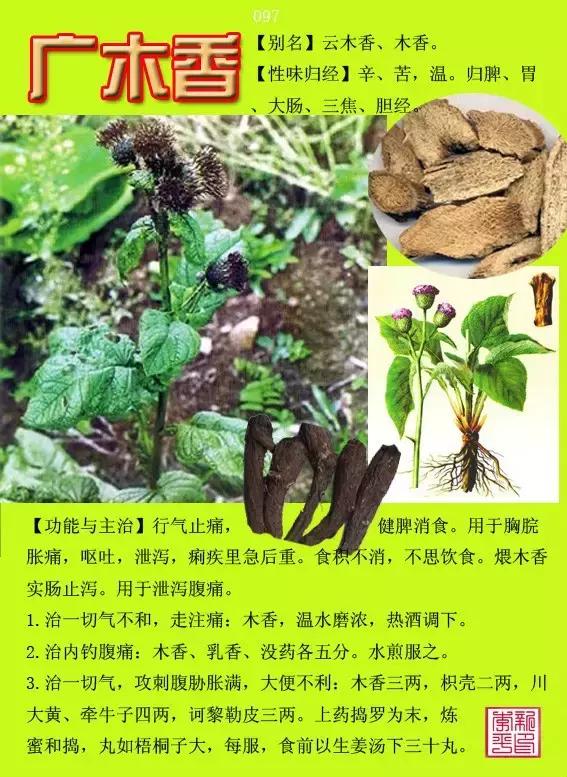 097
广木香
【别名】云木香、木香。
【性味归经】辛、苦，温。归脾、胃
、大肠、三焦、胆经。
【功能与主治】行气止痛， 健脾消食。用于胸脘
胀痛，呕吐，泄泻，痢疾里急后重。食积不消，不思饮食。煨木香
实肠止泻。用于泄泻腹痛。
1.治一切气不和，走注痛：木香，温水磨浓，热酒调下。
2.治内钓腹痛：木香、乳香、没药各五分。水煎服之。
3.治一切气，攻刺腹胁胀满，大便不利：木香三两，枳壳二两，川
大黄、牵牛子四两，诃黎勒皮三两。上药捣罗为末，炼
蜜和捣，丸如梧桐子大，每服，食前以生姜汤下三十丸。